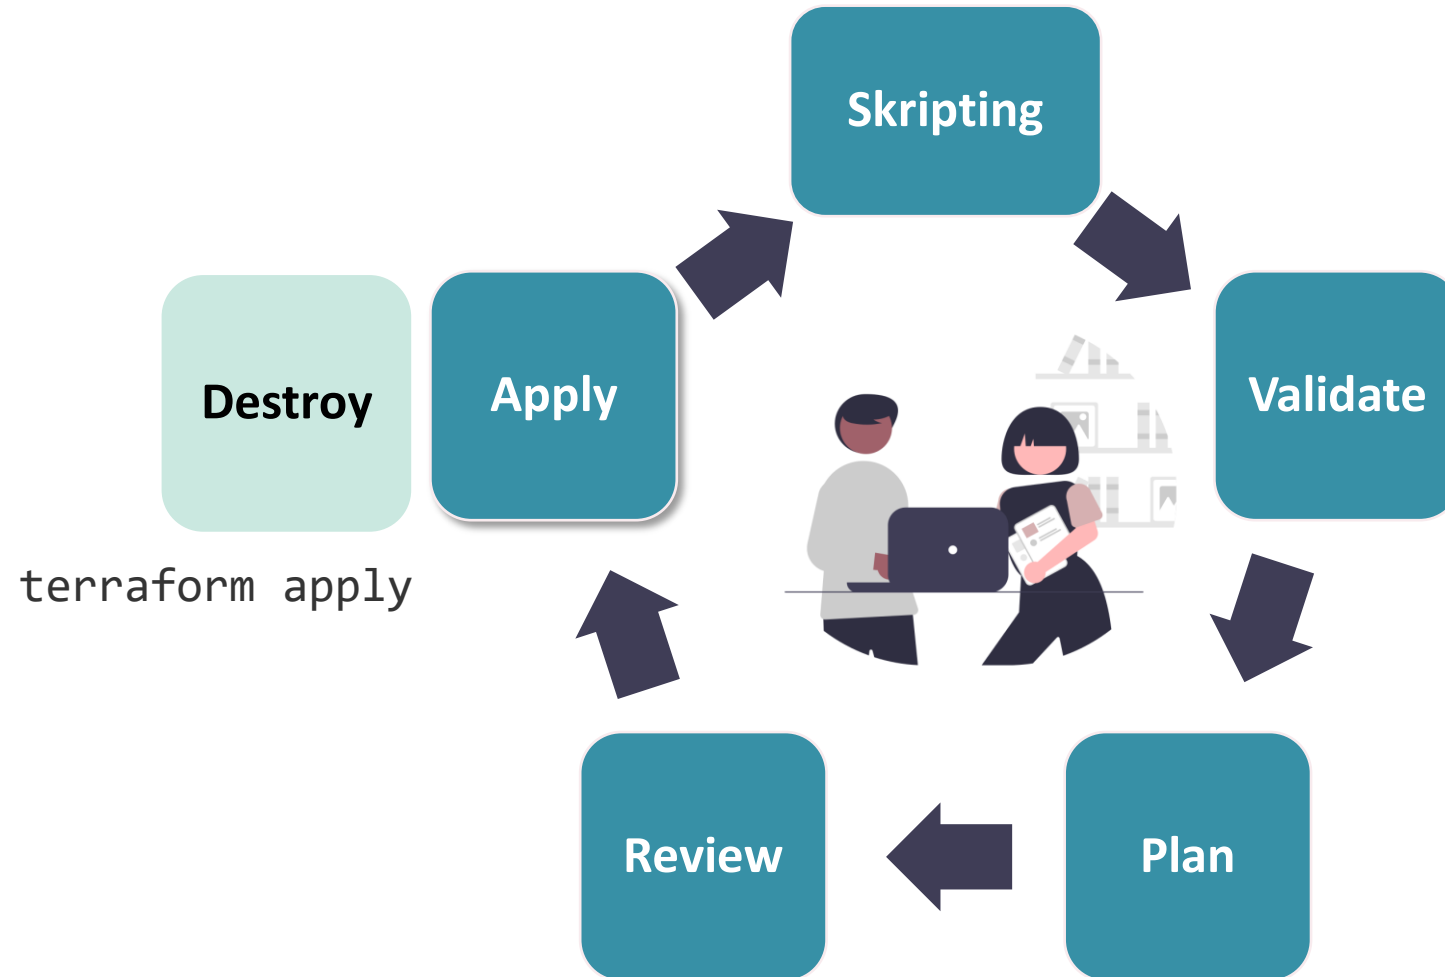 Skripting
Destroy
Apply
Validate
terraform apply
Review
Plan